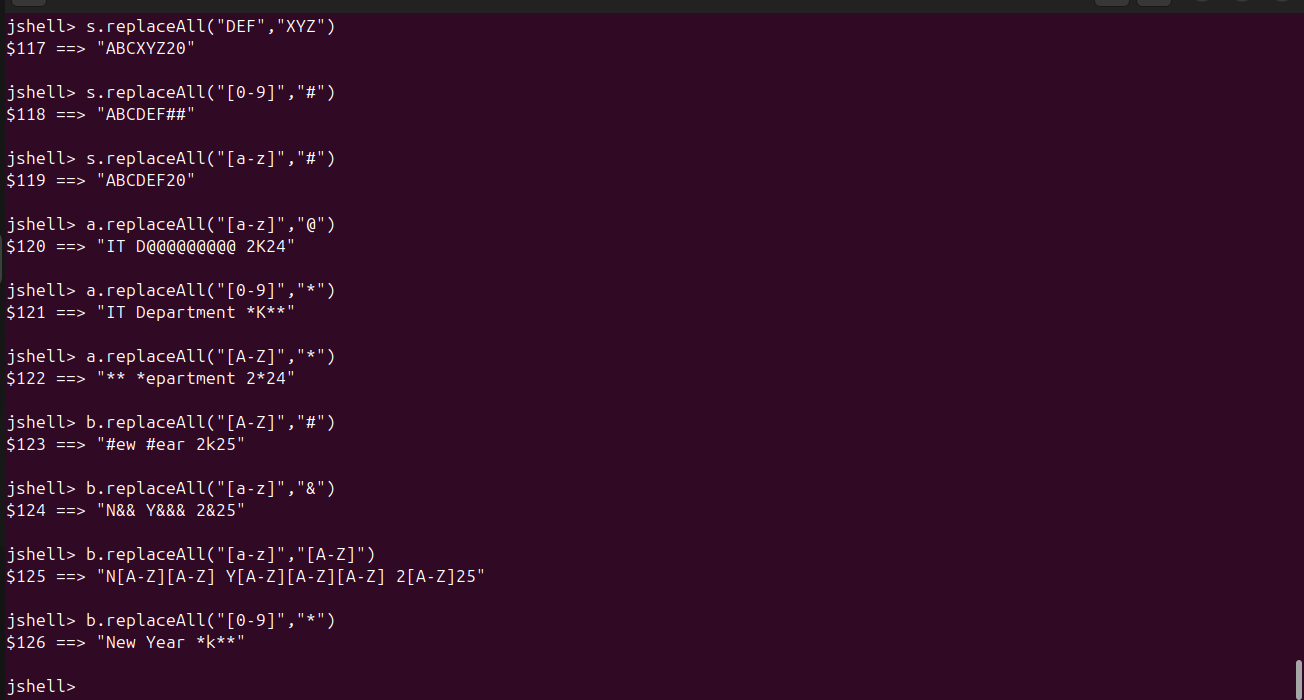 jshell> s.replaceAll("DEF","XYZ")
$117 ==> "ABCXYZ20"
jshell> s.replaceAll("[0-9]","#")
$118 ==> "ABCDEF##"
jshell> s.replaceAll("[a-z]","#")
$119 ==> "ABCDEF20"
jshell> a.replaceAll("[a-z]","@")
$120 ==> "IT D@@@@@@@@@ 2K24"
jshell> a.replaceAll("[0-9]","*")
$121 ==> "IT Department *K**"
jshell> a.replaceAll("[A-Z]","*")
$122 ==> "** *epartment 2*24"
jshell> b.replaceAll("[A-Z]","#")
$123 ==> "#ew #ear 2k25"
jshell> b.replaceAll("[a-z]","&")
$124 ==> "N&& Y&&& 2&25"
jshell> b.replaceAll("[a-z]","[A-Z]")
$125 ==> "N[A-Z][A-Z] Y[A-Z][A-Z][A-Z] 2[A-Z]25"
jshell> b.replaceAll("[0-9]","*")
$126 ==> "New Year *k**"
jshell>